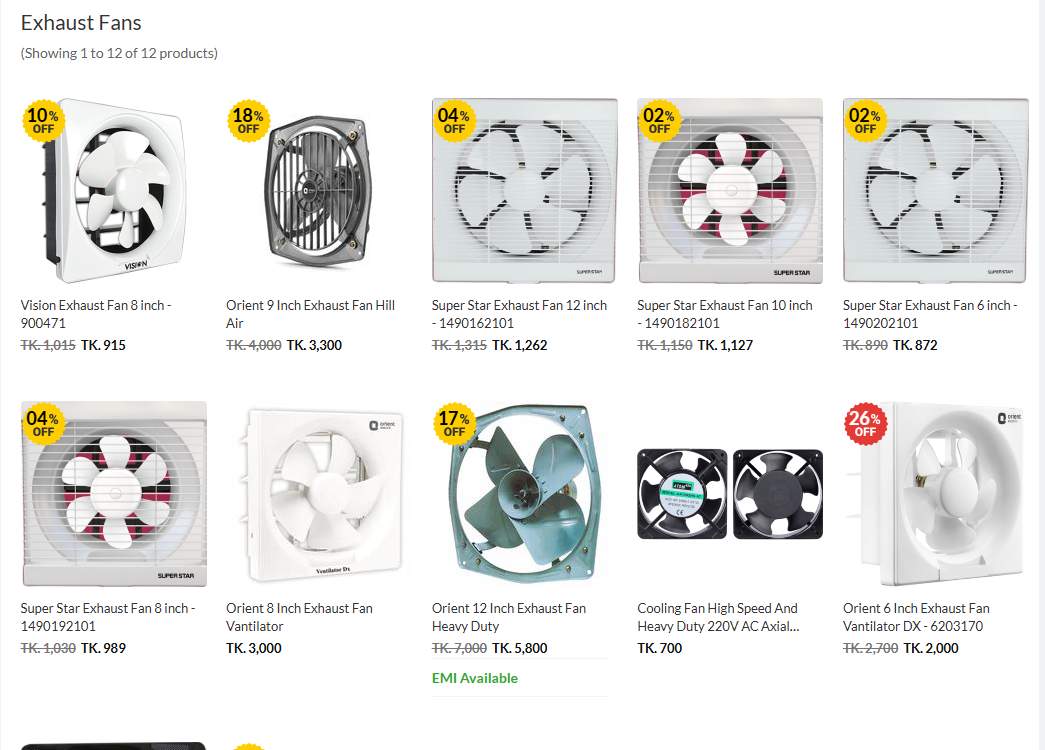 Exhaust Fans
(Showing 1 to 12 of 12 products)
10%
OFF
18%
OFF
04%
OFF
02%
OFF
02%
OFF
VISION
SUPER STAR
SUPER STAR
SUPER STAR
Vision Exhaust Fan 8 inch -
900471
TK. 1,015 TK. 915
Orient 9 Inch Exhaust Fan Hill
Air
TK. 4,000 TK. 3,300
Super Star Exhaust Fan 12 inch
- 1490162101
TK. 1,315 TK. 1,262
Super Star Exhaust Fan 10 inch
- 1490182101
TK. 1,150 TK. 1,127
Super Star Exhaust Fan 6 inch -
1490202101
TK. 890 TK. 872
04%
OFF
orient
17%
OFF
26%
OFF
orient
SUPER STAR
Ventilator Dx
Super Star Exhaust Fan 8 inch -
1490192101
TK. 1,030 TK. 989
Orient 8 Inch Exhaust Fan
Vantilator
TK. 3,000
Orient 12 Inch Exhaust Fan
Heavy Duty
TK. 7,000 TK. 5,800
EMI Available
Cooling Fan High Speed And
Heavy Duty 220V AC Axial...
TK. 700
Orient 6 Inch Exhaust Fan
Vantilator DX - 6203170
TK. 2,700 TK. 2,000